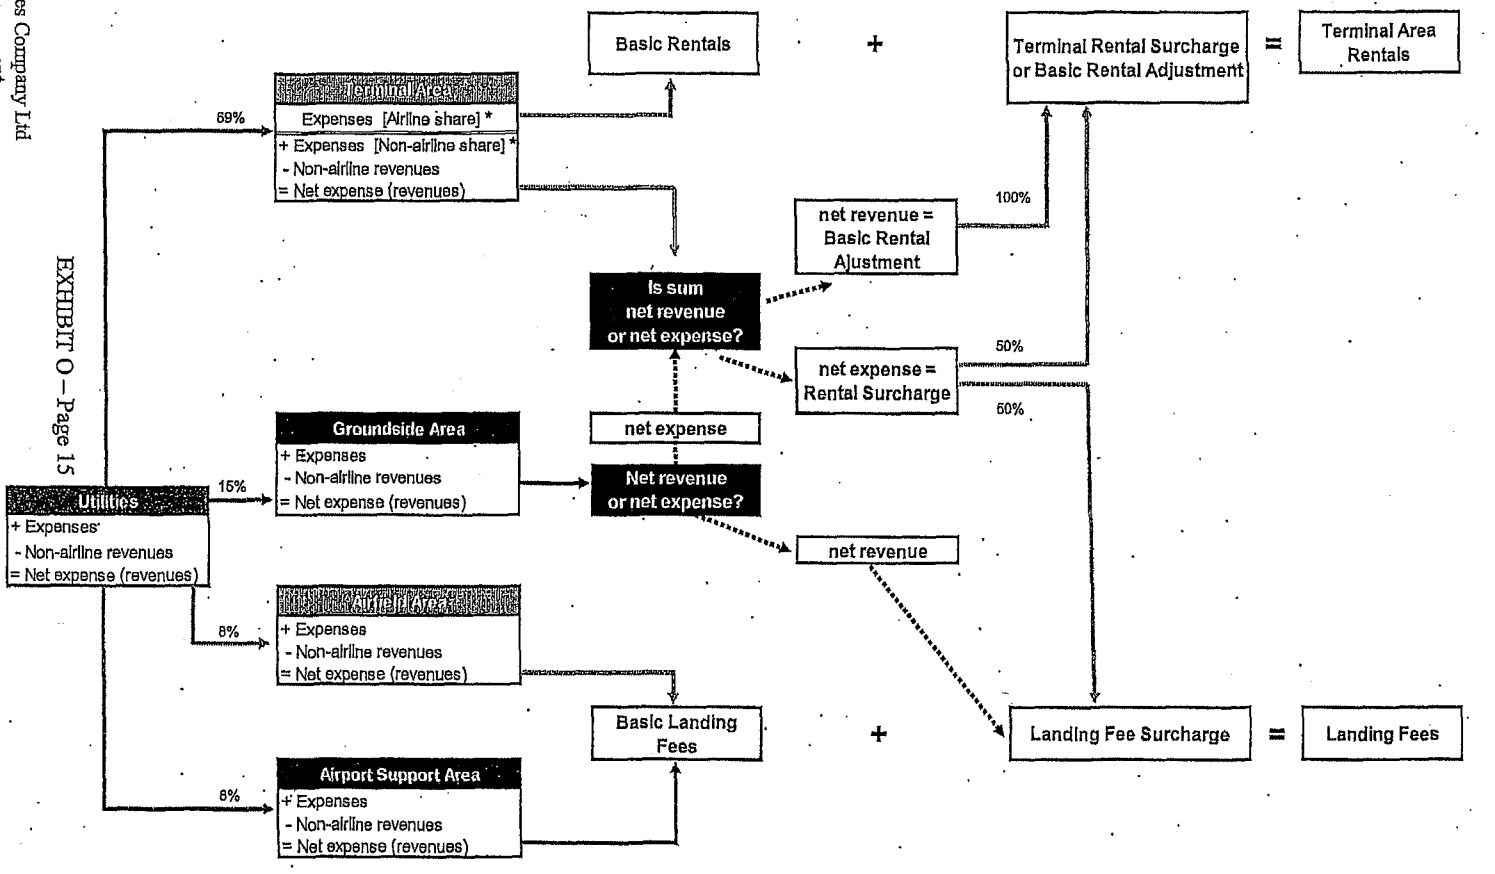 es Company Ltd
EXHIBIT O – Page 15
Basic Rentals
+
Terminal Rental Surcharge
or Basic Rental Adjustment
=
Terminal Area
Rentals
Terminal Area
Expenses [Airline share] *
+ Expenses [Non-airline share] *
- Non-airline revenues
= Net expense (revenues)
69%
100%
net revenue =
Basic Rental
Ajustment
Is sum
net revenue
or net expense?
50%
net expense =
Rental Surcharge
50%
net expense
Groundside Area
+ Expenses
- Non-airline revenues
= Net expense (revenues)
Net revenue
or net expense?
15%
Utilities
+ Expenses
- Non-airline revenues
= Net expense (revenues)
net revenue
Airfield Area
+ Expenses
- Non-airline revenues
= Net expense (revenues)
8%
Basic Landing
Fees
+
Landing Fee Surcharge
=
Landing Fees
Airport Support Area
+ Expenses
- Non-airline revenues
= Net expense (revenues)
8%